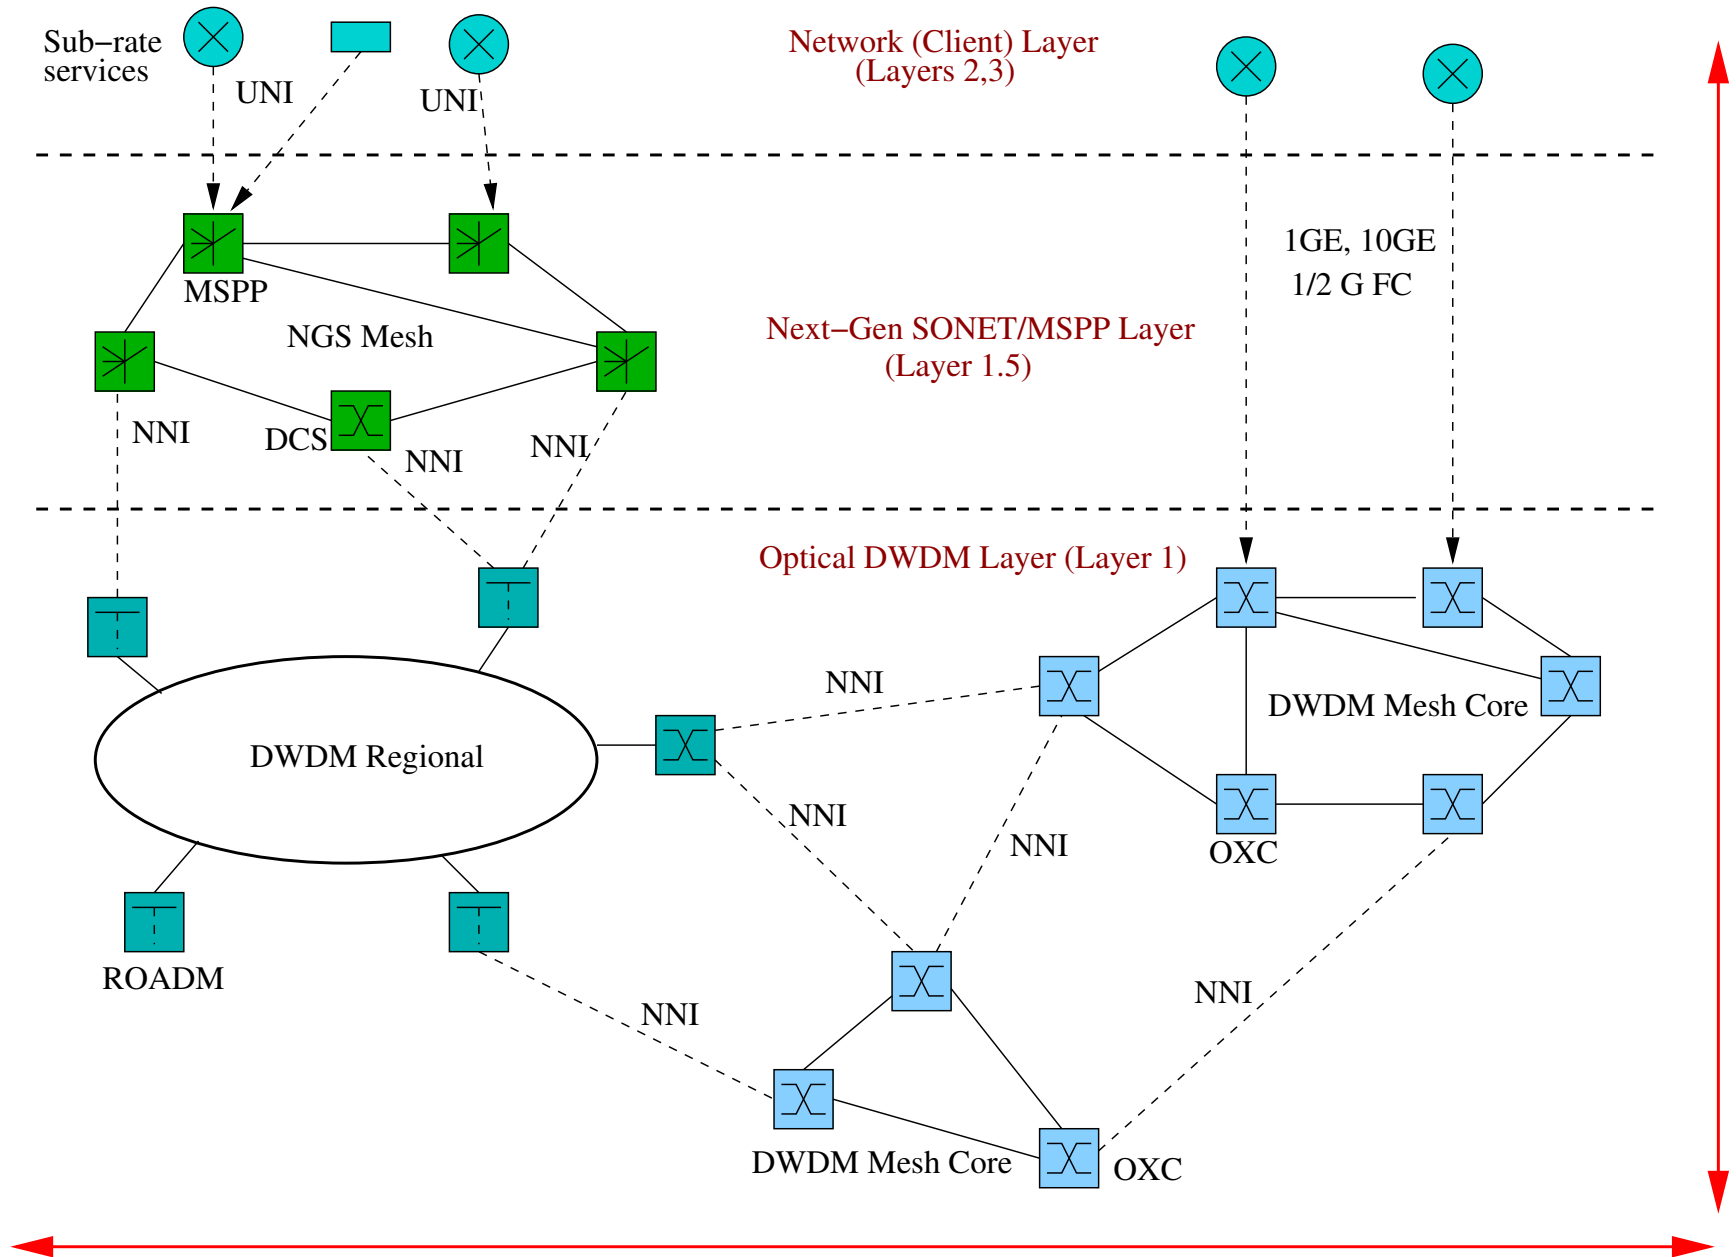 Sub−rate
services
UNI
UNI
Network (Client) Layer
(Layers 2,3)
1GE, 10GE
1/2 G FC
MSPP
NGS Mesh
Next−Gen SONET/MSPP Layer
(Layer 1.5)
NNI
DCS
NNI
NNI
Optical DWDM Layer (Layer 1)
NNI
DWDM Mesh Core
DWDM Regional
NNI
NNI
OXC
ROADM
NNI
NNI
DWDM Mesh Core
OXC